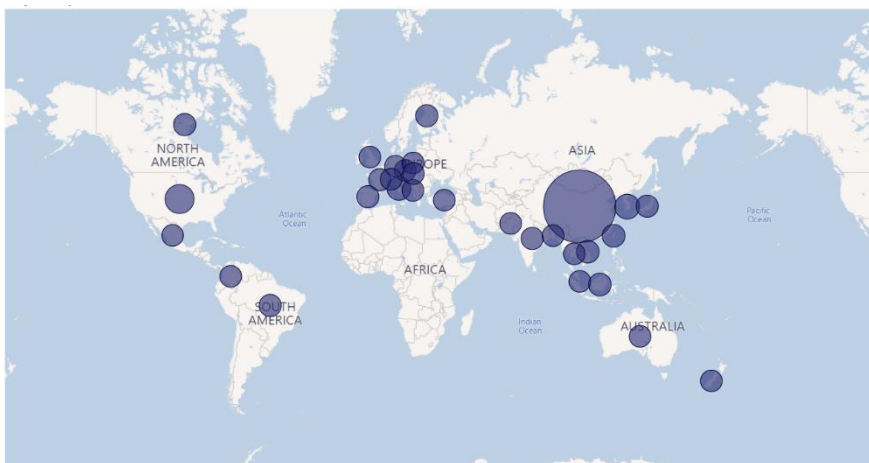 NORTH
AMERICA
ASIA
Atlantic
Ocean
Pacific
Ocean
AFRICA
SOUTH
AMERICA
Indian
Ocean
AUSTRALIA